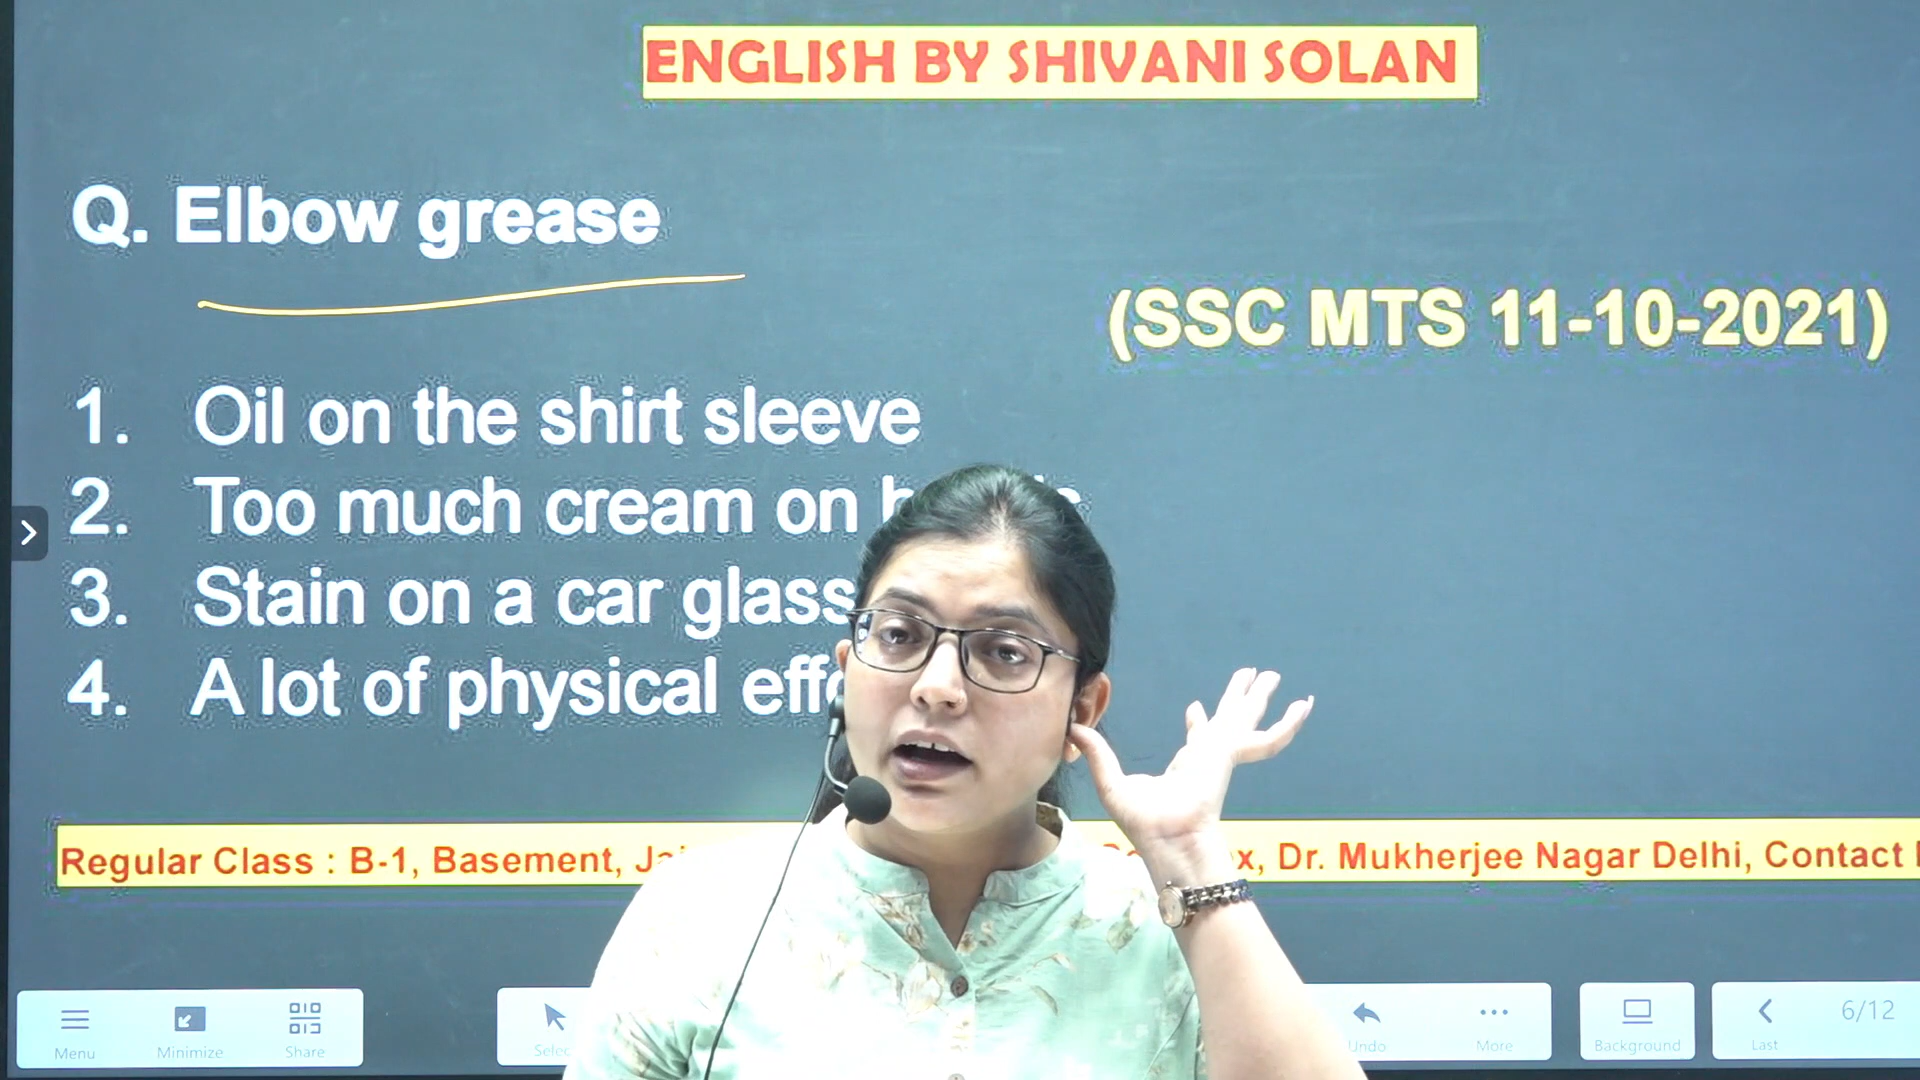 ENGLISH BY SHIVANI SOLAN
Q. Elbow grease
(SSC MTS 11-10-2021)
1. Oil on the shirt sleeve
2. Too much cream on
3. Stain on a car glass
4. A lot of physical
Regular Class : B-1, Basement, Dr. Mukherjee Nagar Delhi, Contact
Menu Minimize Share Undo More Background Last 6/12